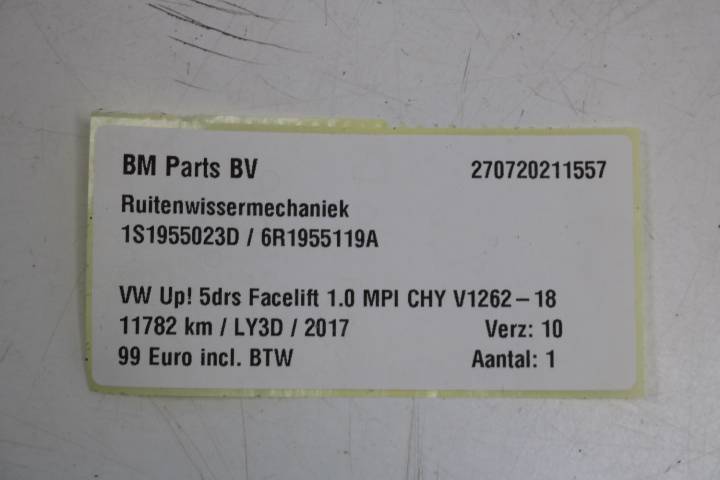 BM Parts BV 270720211557
Ruitenwissermechaniek
1S1955023D / 6R1955119A
VW Up! 5drs Facelift 1.0 MPI CHY V1262-18
11782 km / LY3D / 2017 Verz: 10
99 Euro incl. BTW Aantal: 1